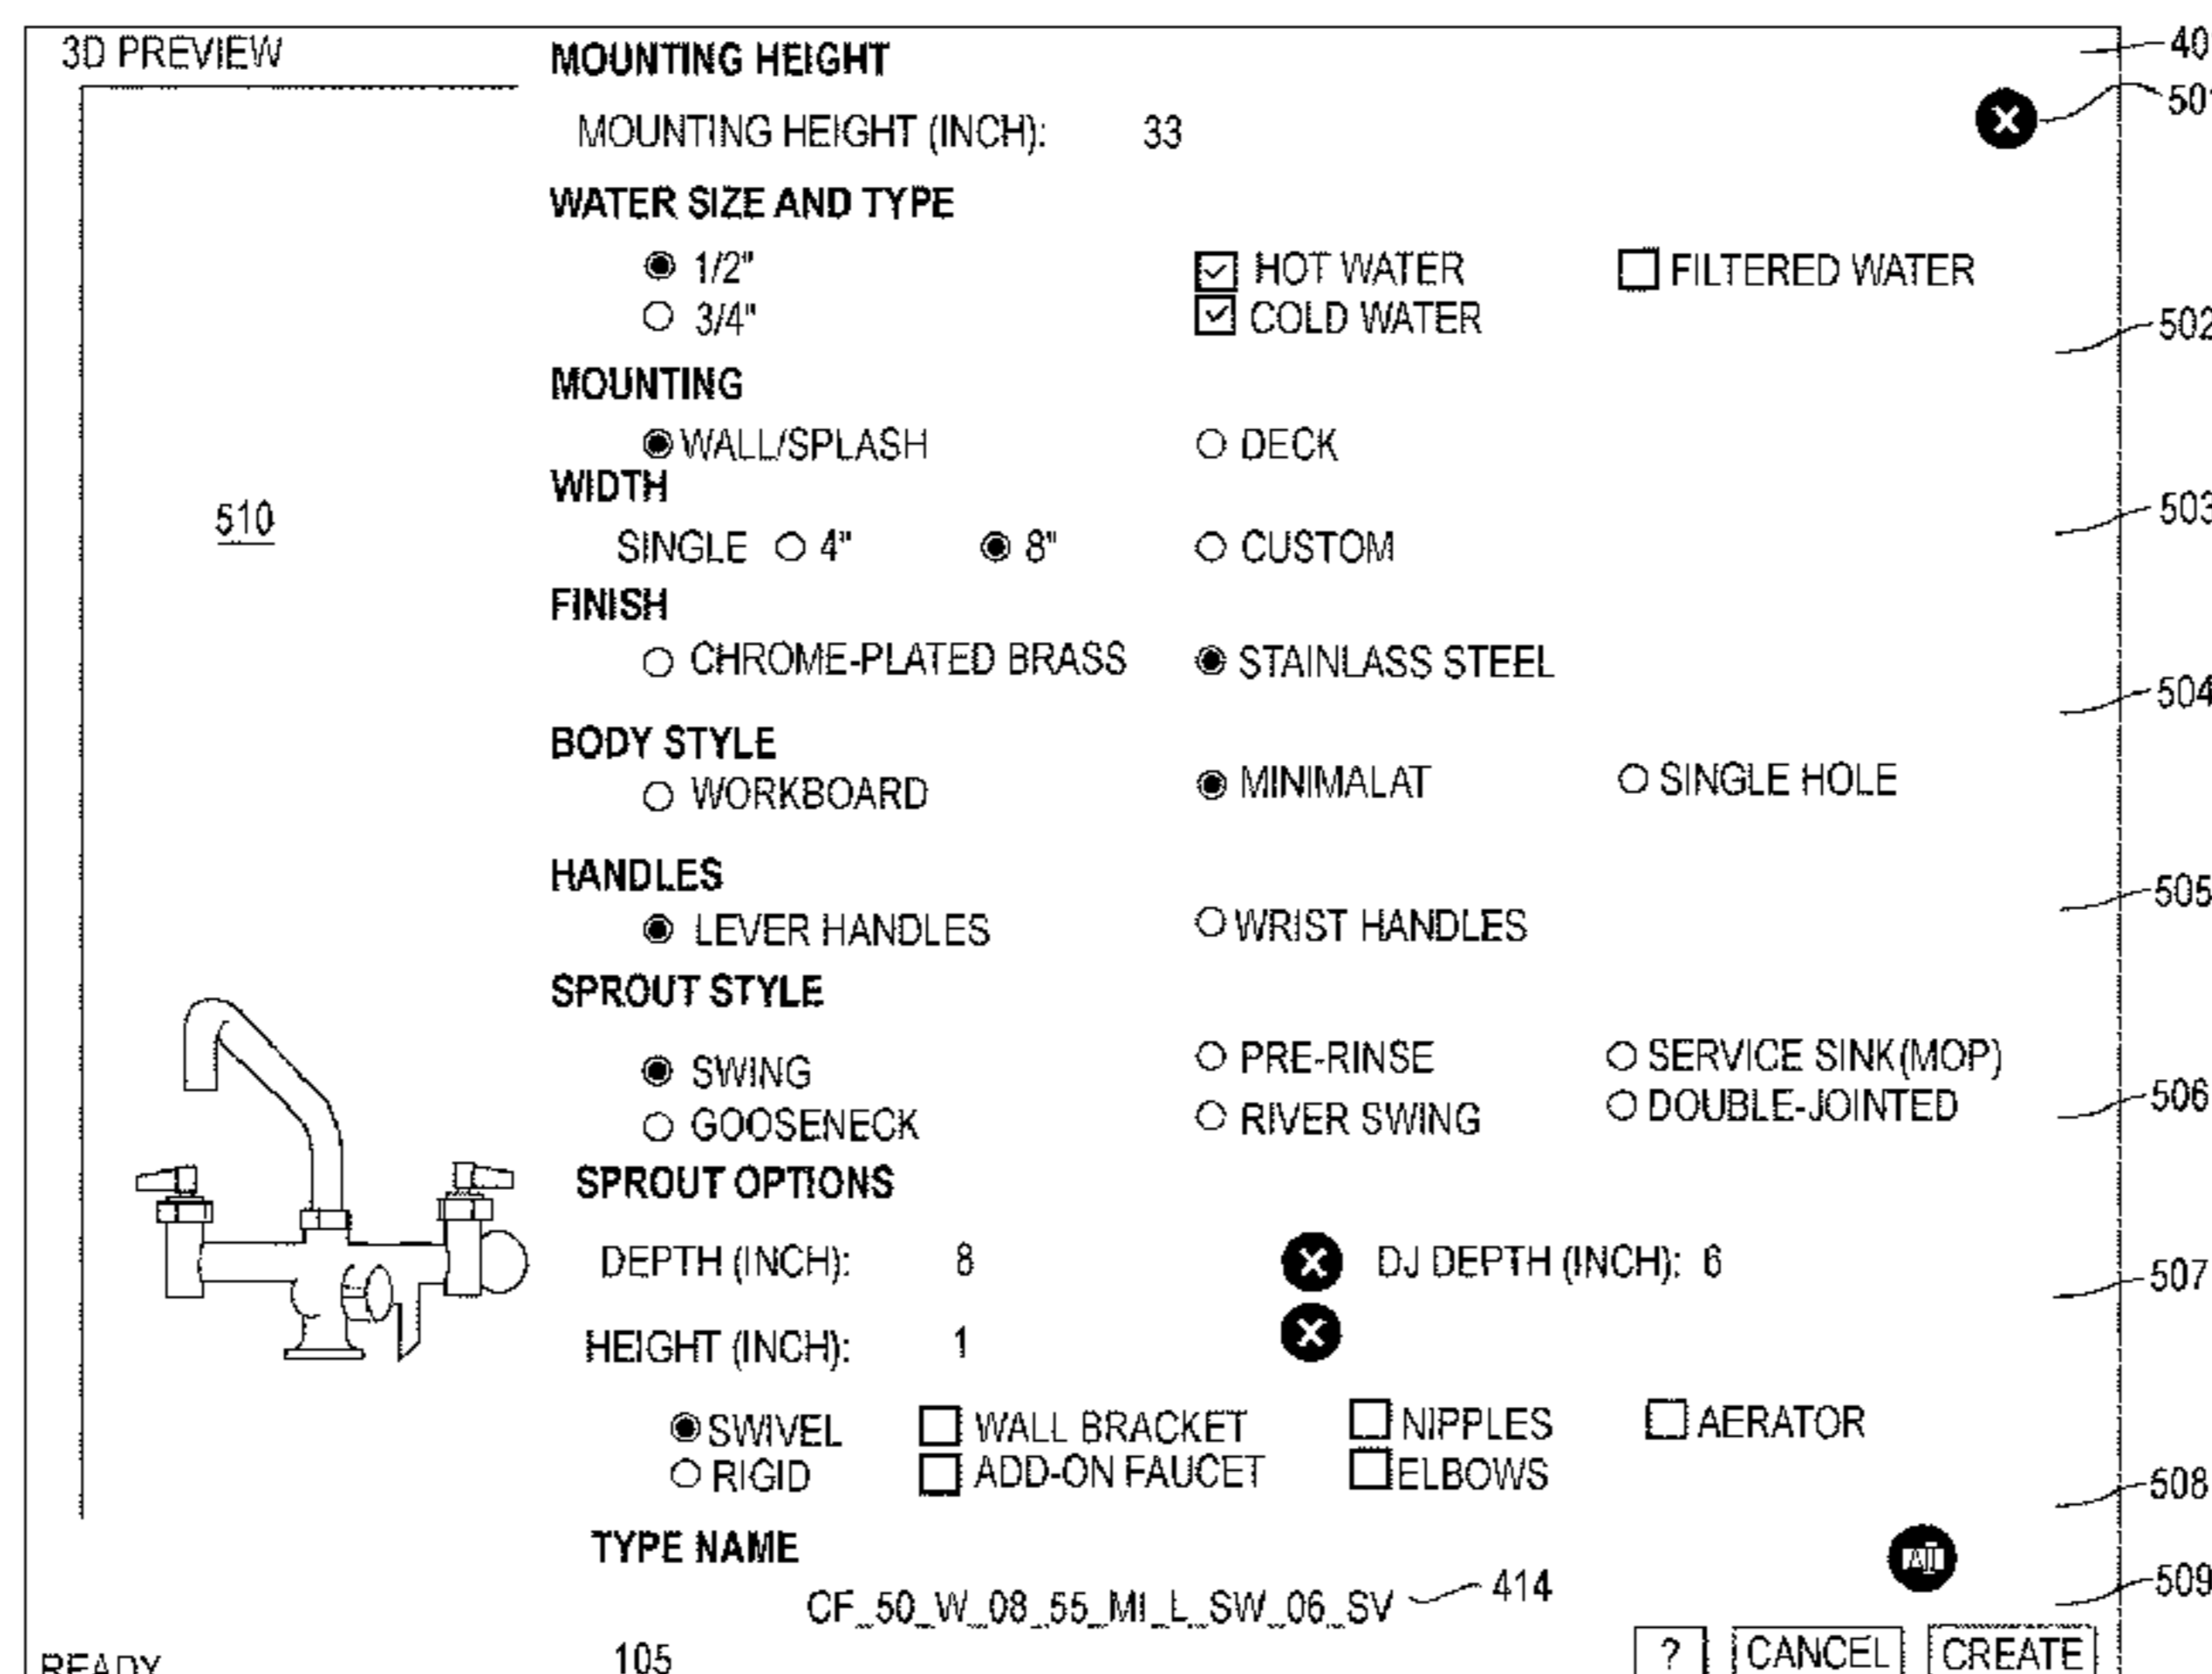 3D PREVIEW
MOUNTING HEIGHT
40
501
MOUNTING HEIGHT (INCH): 33
WATER SIZE AND TYPE
1/2" HOT WATER FILTERED WATER
3/4" COLD WATER
502
MOUNTING
WALL/SPLASH DECK
WIDTH
510
503
SINGLE 4" 8" CUSTOM
FINISH
CHROME-PLATED BRASS STAINLASS STEEL
504
BODY STYLE
WORKBOARD MINIMALAT SINGLE HOLE
HANDLES
505
LEVER HANDLES WRIST HANDLES
SPROUT STYLE
SWING PRE-RINSE SERVICE SINK(MOP)
GOOSENECK RIVER SWING DOUBLE-JOINTED
506
SPROUT OPTIONS
DEPTH (INCH): 8 DJ DEPTH (INCH): 6
507
HEIGHT (INCH): 1
SWIVEL WALL BRACKET NIPPLES AERATOR
RIGID ADD-ON FAUCET ELBOWS
508
TYPE NAME
509
CF_50_W_08_55_MI_L_SW_06_SV 414
READY 105 ? CANCEL CREATE